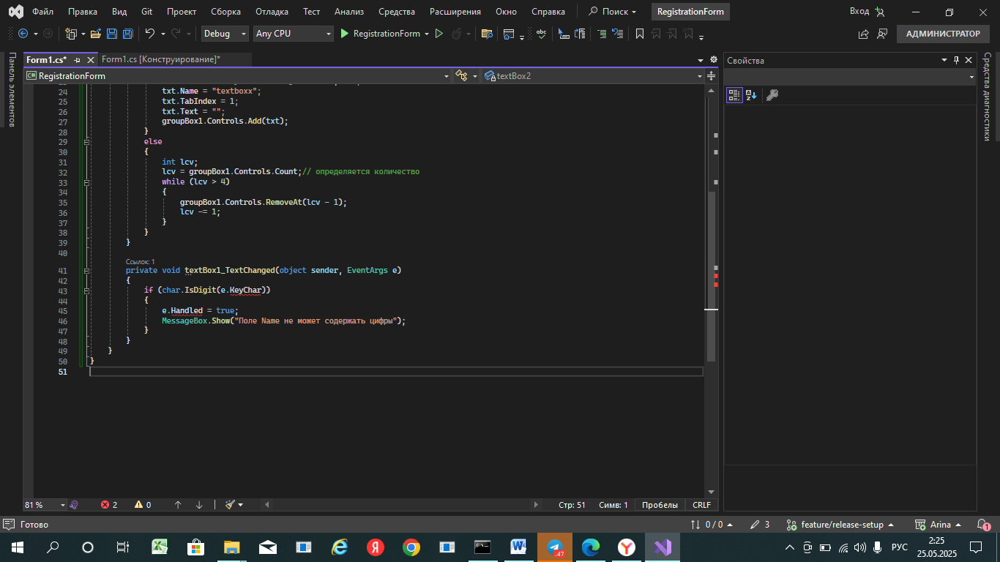 Файл Правка Вид Git Проект Сборка Отладка Тест Анализ Средства Расширения Окно Справка Поиск RegistrationForm Вход
Debug Any CPU RegistrationForm АДМИНИСТРАТОР
Панель элементов
Form1.cs* Form1.cs [Конструирование]*
RegistrationForm textBox2
24 txt.Name = "textboxx";
25 txt.TabIndex = 1;
26 txt.Text = "";
27 groupBox1.Controls.Add(txt);
28 }
29 else
30 {
31 int lcv;
32 lcv = groupBox1.Controls.Count;// определяется количество
33 while (lcv > 4)
34 {
35 groupBox1.Controls.RemoveAt(lcv - 1);
36 lcv -= 1;
37 }
38 }
39 }
40
Ссылок: 1
41 private void textBox1_TextChanged(object sender, EventArgs e)
42 {
43 if (char.IsDigit(e.KeyChar))
44 {
45 e.Handled = true;
46 MessageBox.Show("Поле Name не может содержать цифры");
47 }
48 }
49 }
50 }
51
Свойства
Средства диагностики
81 % 2 0 Стр: 51 Симв: 1 Пробелы CRLF
Готово 0 / 0 3 feature/release-setup Arina 1
.47 РУС 2:25
25.05.2025